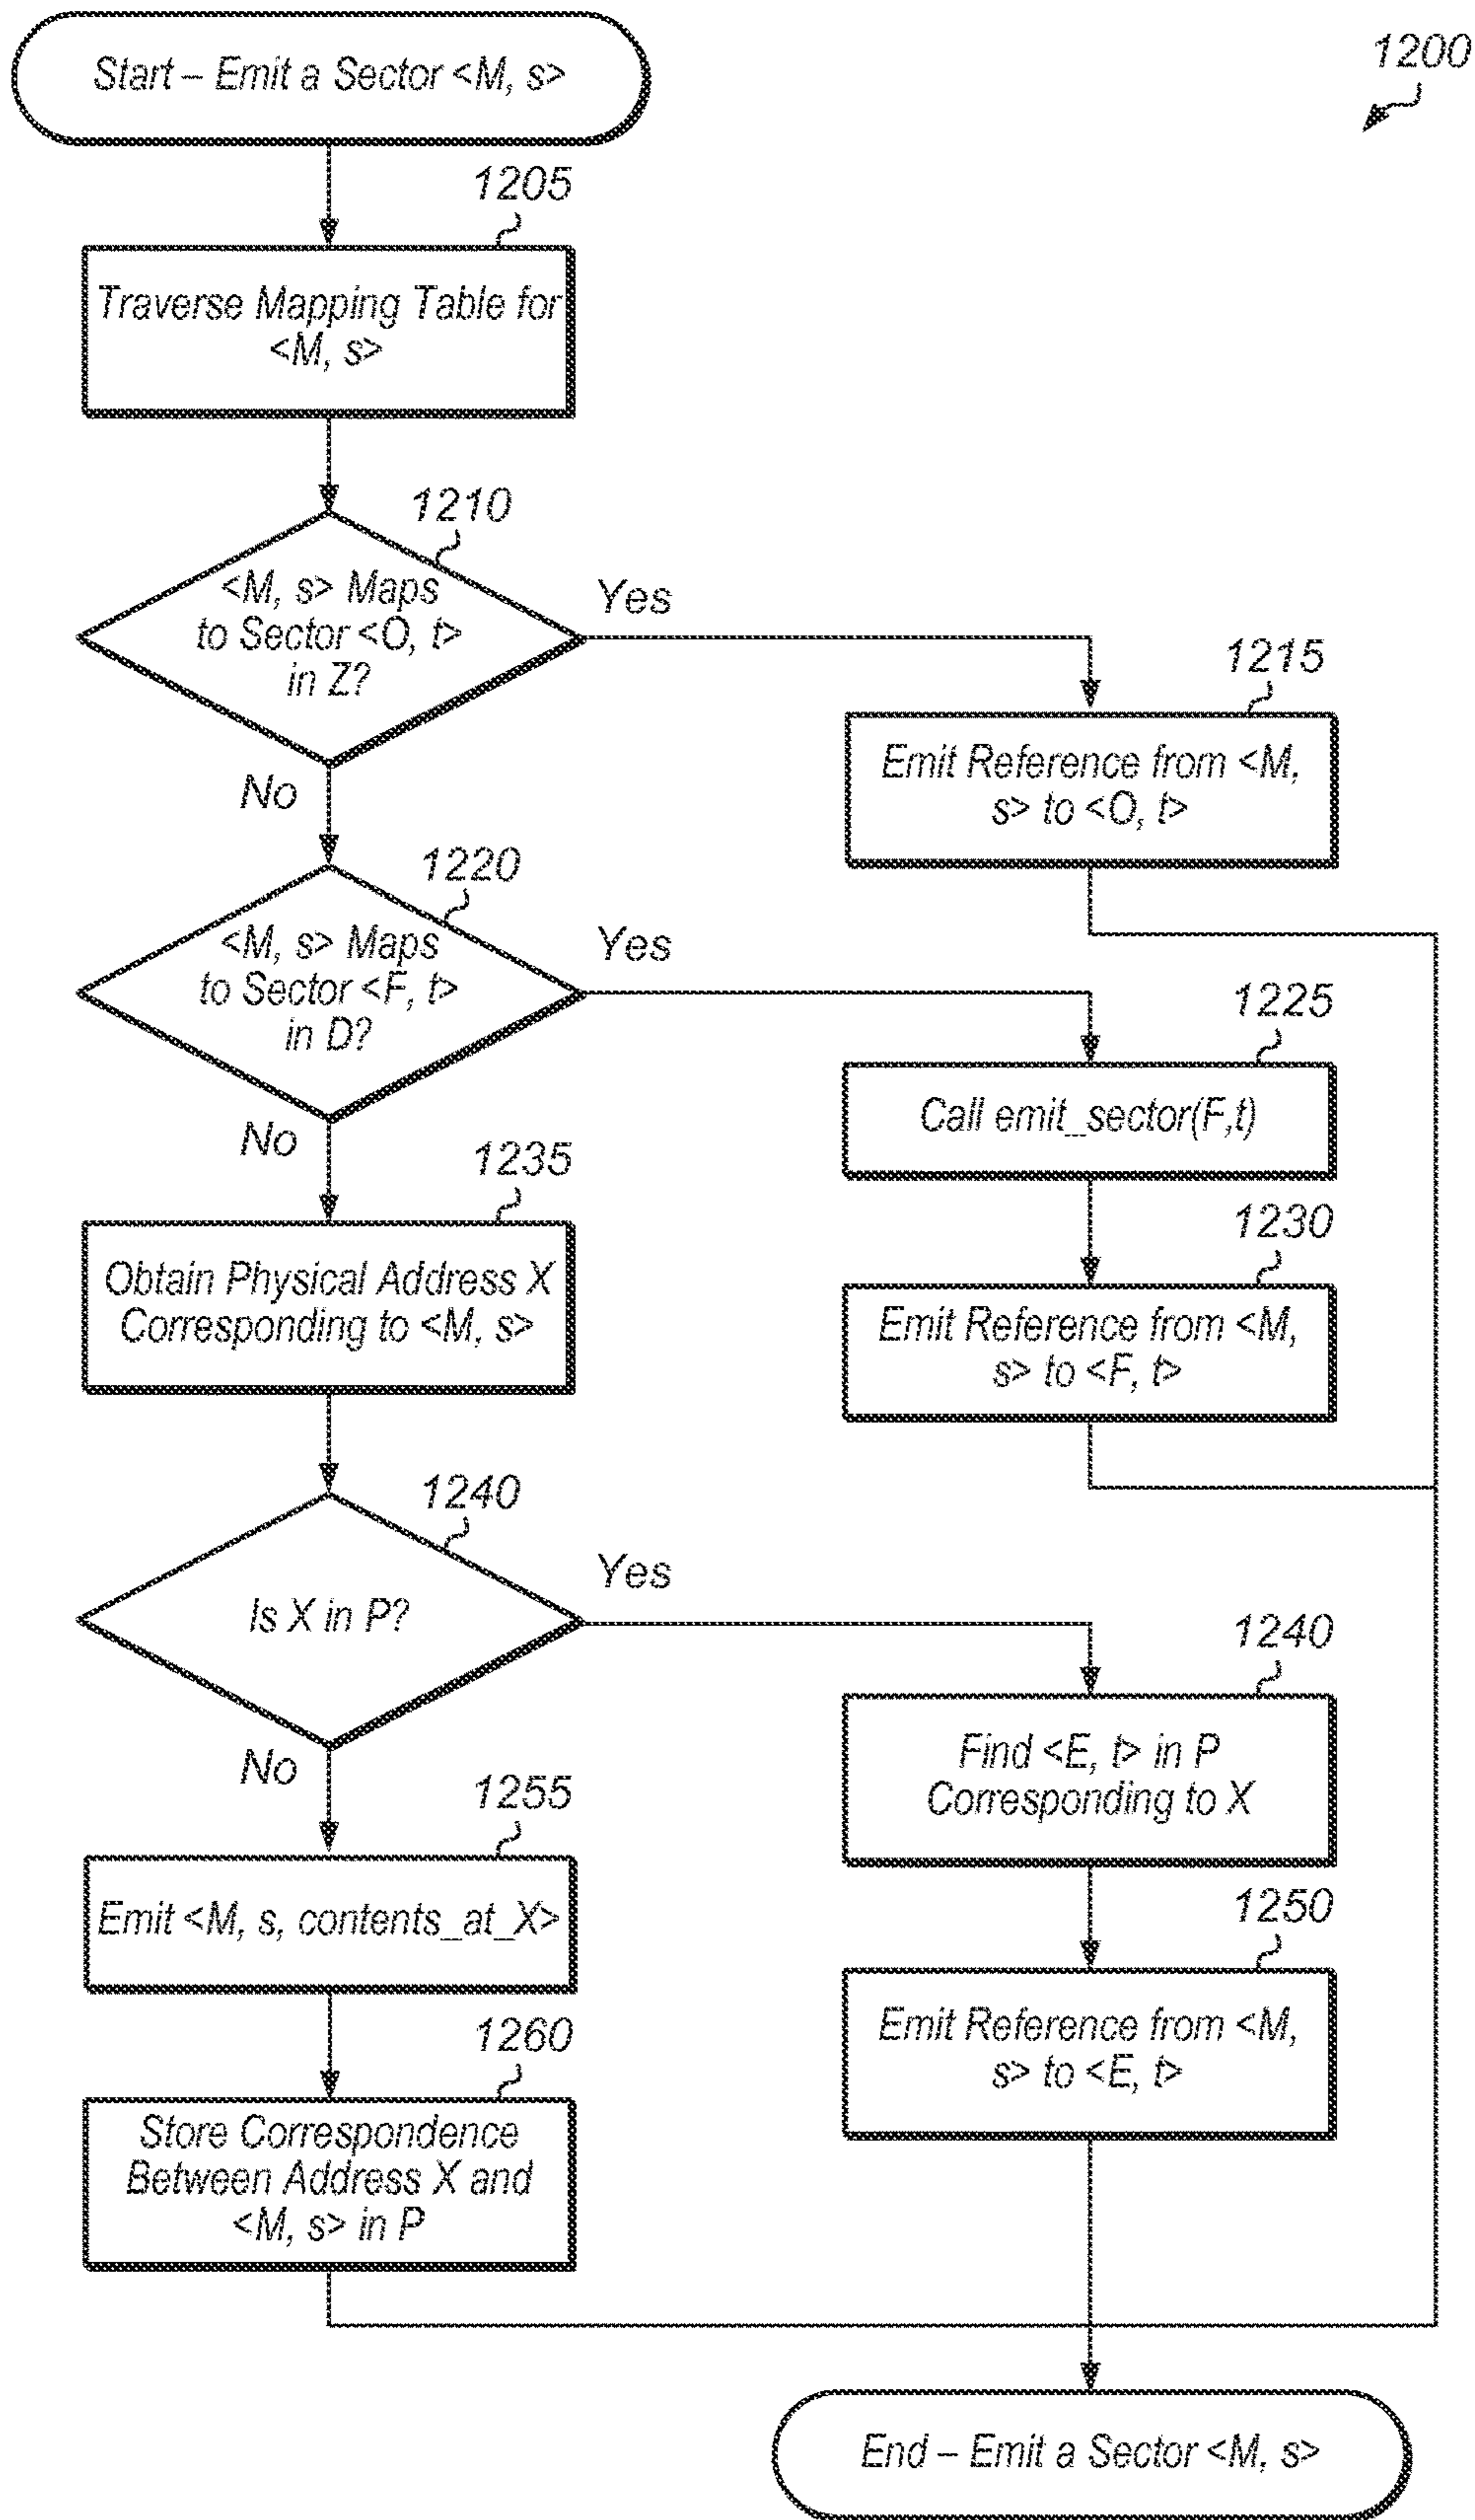 Start – Emit a Sector <M, s>
1200
1205
Traverse Mapping Table for
<M, s>
1210
<M, s> Maps
to Sector <O, t>
in Z?
Yes
No
1215
Emit Reference from <M,
s> to <O, t>
1220
<M, s> Maps
to Sector <F, t>
in D?
Yes
No
1225
Call emit_sector(F,t)
1230
Emit Reference from <M,
s> to <F, t>
1235
Obtain Physical Address X
Corresponding to <M, s>
1240
Is X in P?
Yes
No
1240
Find <E, t> in P
Corresponding to X
1250
Emit Reference from <M,
s> to <E, t>
1255
Emit <M, s, contents_at_X>
1260
Store Correspondence
Between Address X and
<M, s> in P
End – Emit a Sector <M, s>